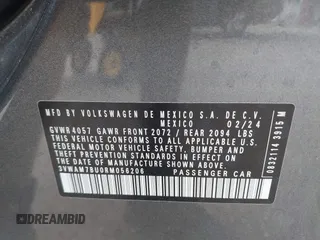 MFD. BY VOLKSWAGEN DE MEXICO S.A. DE C.V.
MEXICO 02/24
GVWR 4057 GAWR FRONT 2072 / REAR 2094 LBS
THIS VEHICLE CONFORMS TO ALL APPLICABLE U.S.
FEDERAL MOTOR VEHICLE SAFETY, BUMPER, AND
THEFT PREVENTION STANDARDS IN EFFECT ON THE
DATE OF MANUFACTURE SHOWN ABOVE.
3VWAM7BU0RM056206 PASSENGER CAR
0832114 3915 M
DREAMBID